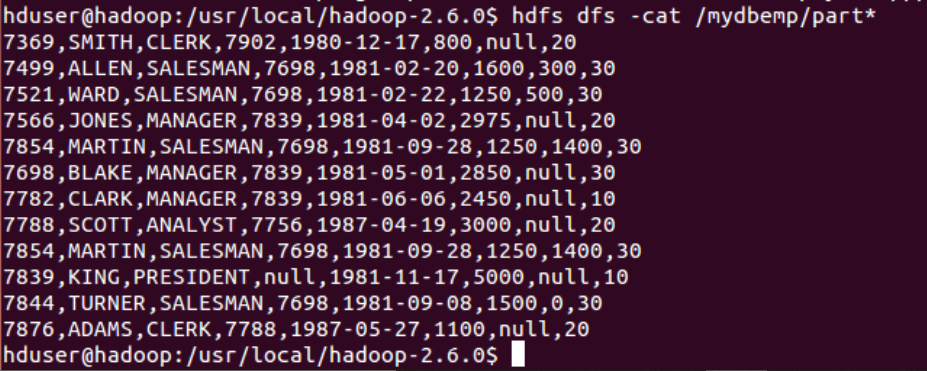 hduser@hadoop:/usr/local/hadoop-2.6.0$ hdfs dfs -cat /mydbemp/part*
7369,SMITH,CLERK,7902,1980-12-17,800,null,20
7499,ALLEN,SALESMAN,7698,1981-02-20,1600,300,30
7521,WARD,SALESMAN,7698,1981-02-22,1250,500,30
7566,JONES,MANAGER,7839,1981-04-02,2975,null,20
7854,MARTIN,SALESMAN,7698,1981-09-28,1250,1400,30
7698,BLAKE,MANAGER,7839,1981-05-01,2850,null,30
7782,CLARK,MANAGER,7839,1981-06-06,2450,null,10
7788,SCOTT,ANALYST,7756,1987-04-19,3000,null,20
7854,MARTIN,SALESMAN,7698,1981-09-28,1250,1400,30
7839,KING,PRESIDENT,null,1981-11-17,5000,null,10
7844,TURNER,SALESMAN,7698,1981-09-08,1500,0,30
7876,ADAMS,CLERK,7788,1987-05-27,1100,null,20
hduser@hadoop:/usr/local/hadoop-2.6.0$